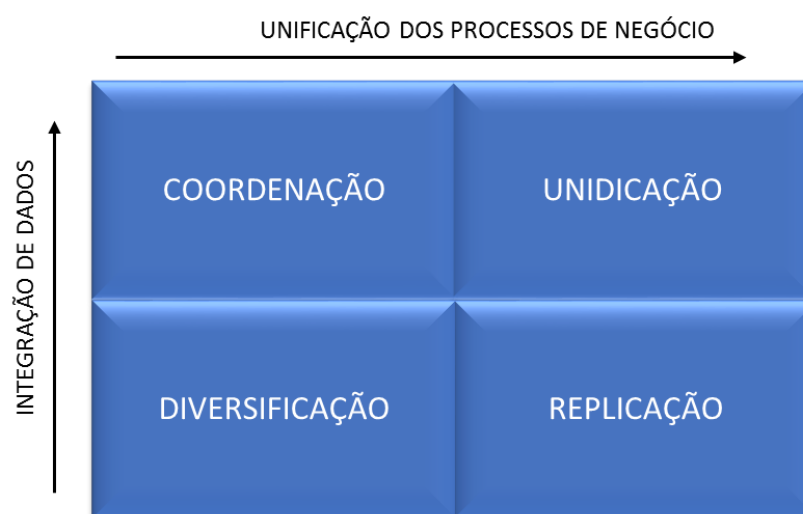 UNIFICAÇÃO DOS PROCESSOS DE NEGÓCIO
INTEGRAÇÃO DE DADOS
COORDENAÇÃO
UNIDICAÇÃO
DIVERSIFICAÇÃO
REPLICAÇÃO